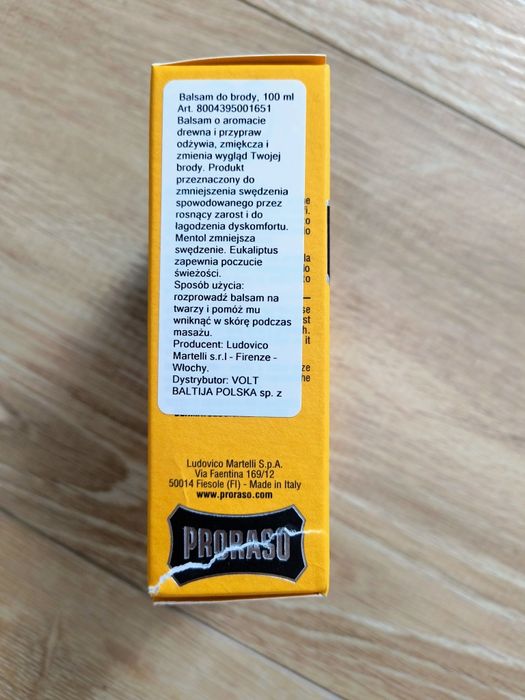 Balsam do brody, 100 ml
Art. 8004395001651
Balsam o aromacie
drewna i przypraw
odżywia, zmiękcza i
zmienia wygląd Twojej
brody. Produkt
przeznaczony do
zmniejszenia swędzenia
spowodowanego przez
rosnący zarost i do
łagodzenia dyskomfortu.
Mentol zmniejsza
swędzenie. Eukaliptus
zapewnia poczucie
świeżości.
Sposób użycia:
rozprowadź balsam na
twarzy i pomóż mu
wniknąć w skórę podczas
masażu.
Producent: Ludovico
Martelli s.r.l - Firenze -
Włochy.
Dystrybutor: VOLT
BALTIJA POLSKA sp. z
Ludovico Martelli S.p.A.
Via Faentina 169/12
50014 Fiesole (FI) - Made in Italy
www.proraso.com
PRORASO